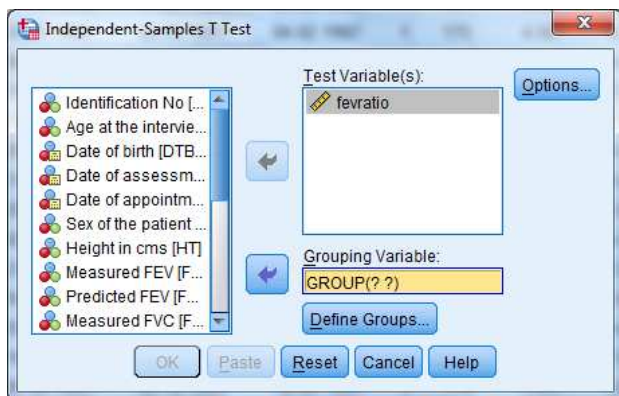 Independent-Samples T Test
Identification No [...
Age at the intervie...
Date of birth [DTB...
Date of assessm...
Date of appointm...
Sex of the patient ...
Height in cms [HT]
Measured FEV [F...
Predicted FEV [F...
Measured FVC [F...
Test Variable(s):
fevratio
Options...
Grouping Variable:
GROUP(? ?)
Define Groups...
OK Paste Reset Cancel Help